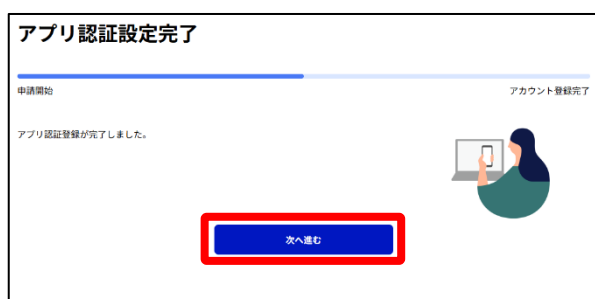 アプリ認証設定完了
申請開始
アカウント登録完了
アプリ認証登録が完了しました。
次へ進む